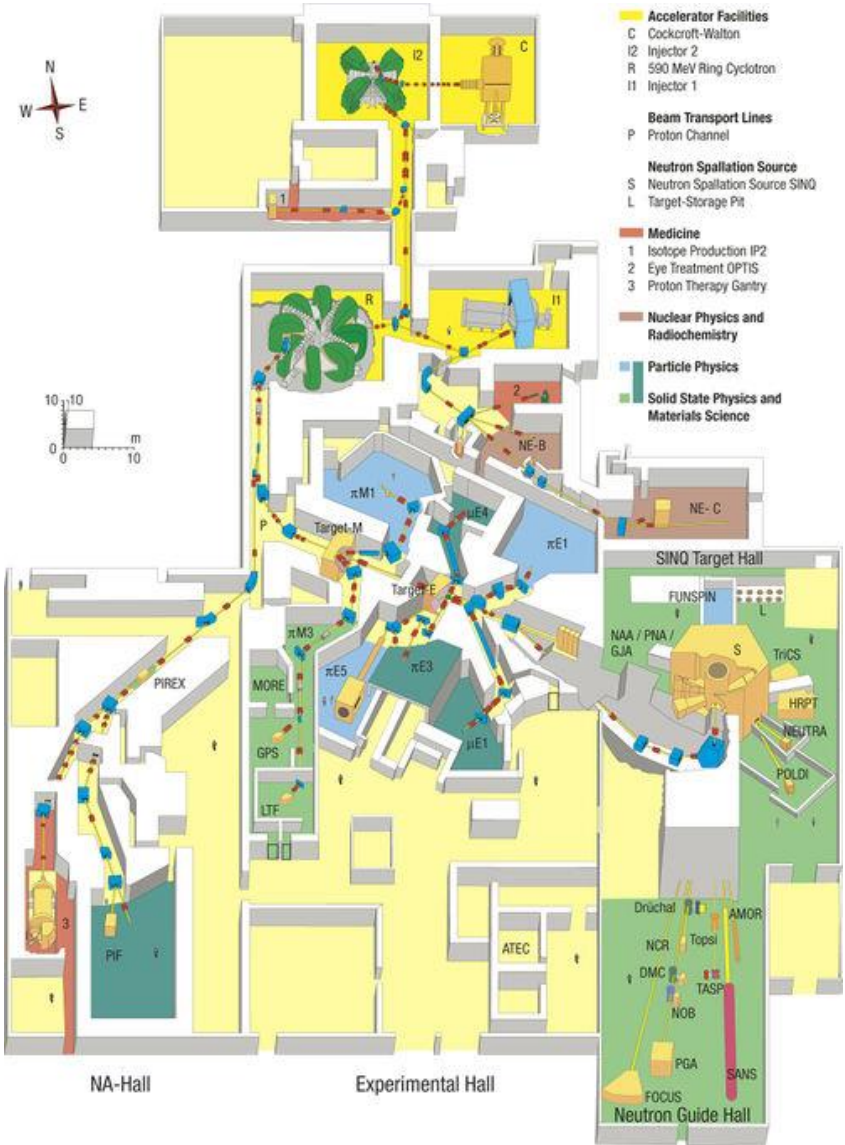 Accelerator Facilities
C Cockcroft-Walton
I2 Injector 2
R 590 MeV Ring Cyclotron
I1 Injector 1
Beam Transport Lines
P Proton Channel
Neutron Spallation Source
S Neutron Spallation Source SINQ
L Target-Storage Pit
Medicine
1 Isotope Production IP2
2 Eye Treatment OPTIS
3 Proton Therapy Gantry
Nuclear Physics and
Radiochemistry
Particle Physics
Solid State Physics and
Materials Science
N
W E
S
I2
C
1
R
I1
10 10
m
0 10
2
NE-B
πM1
μE4
NE- C
P
Target-M
πE1
SINQ Target Hall
Target-E
FUNSPIN
L
πM3
NAA / PNA /
GJA
S
TriCS
PIREX
MORE
πE5
πE3
HRPT
NEUTRA
GPS
μE1
POLDI
LTF
3
PIF
ATEC
Drüchal
AMOR
NCR
Topsi
DMC
TASP
NOB
PGA
SANS
FOCUS
NA-Hall
Experimental Hall
Neutron Guide Hall